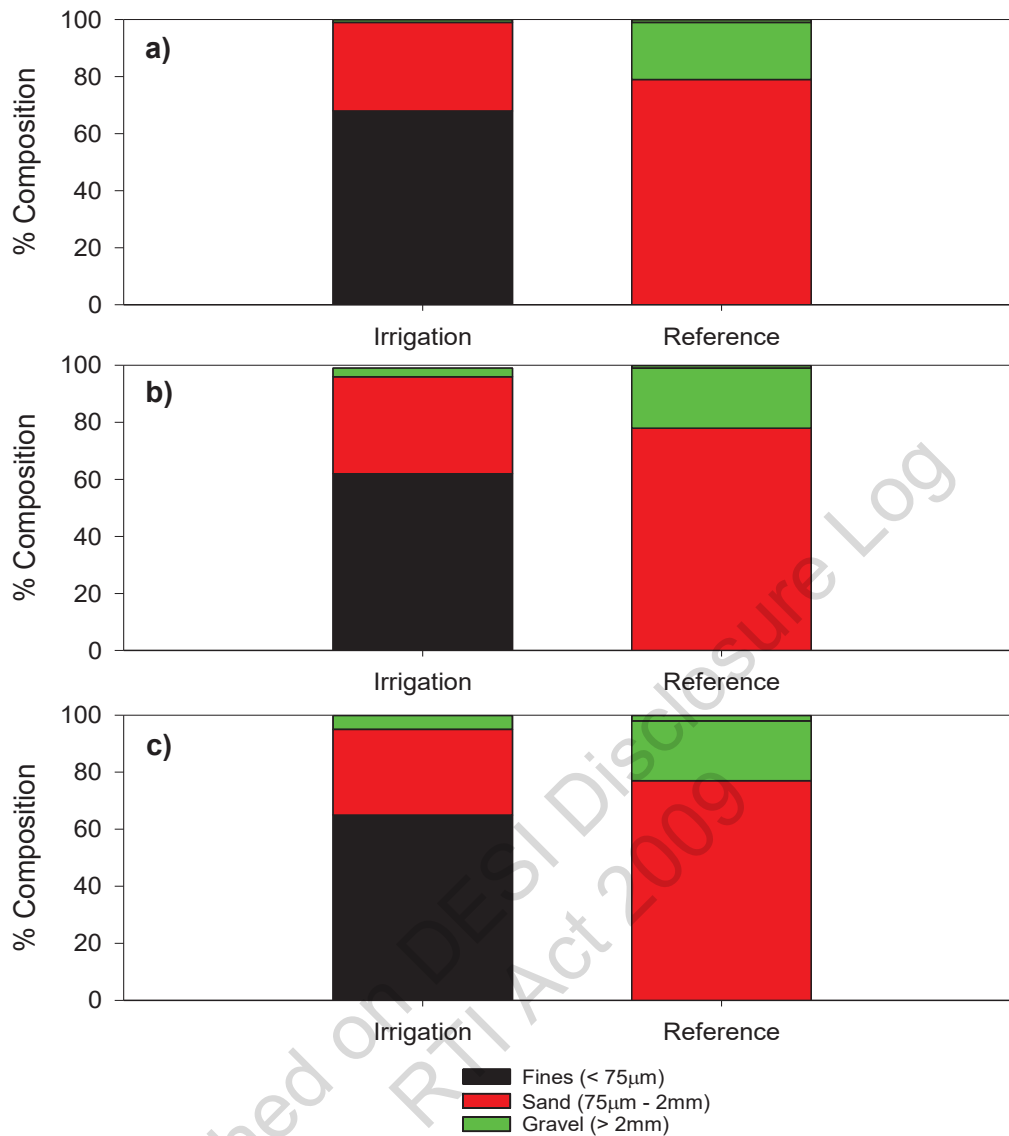 a)
% Composition
100
80
60
40
20
0
Irrigation Reference
b)
% Composition
100
80
60
40
20
0
Irrigation Reference
c)
% Composition
100
80
60
40
20
0
Irrigation Reference
Fines (< 75μm)
Sand (75μm - 2mm)
Gravel (> 2mm)
on DESI Disclosure Log
RTI Act 2009